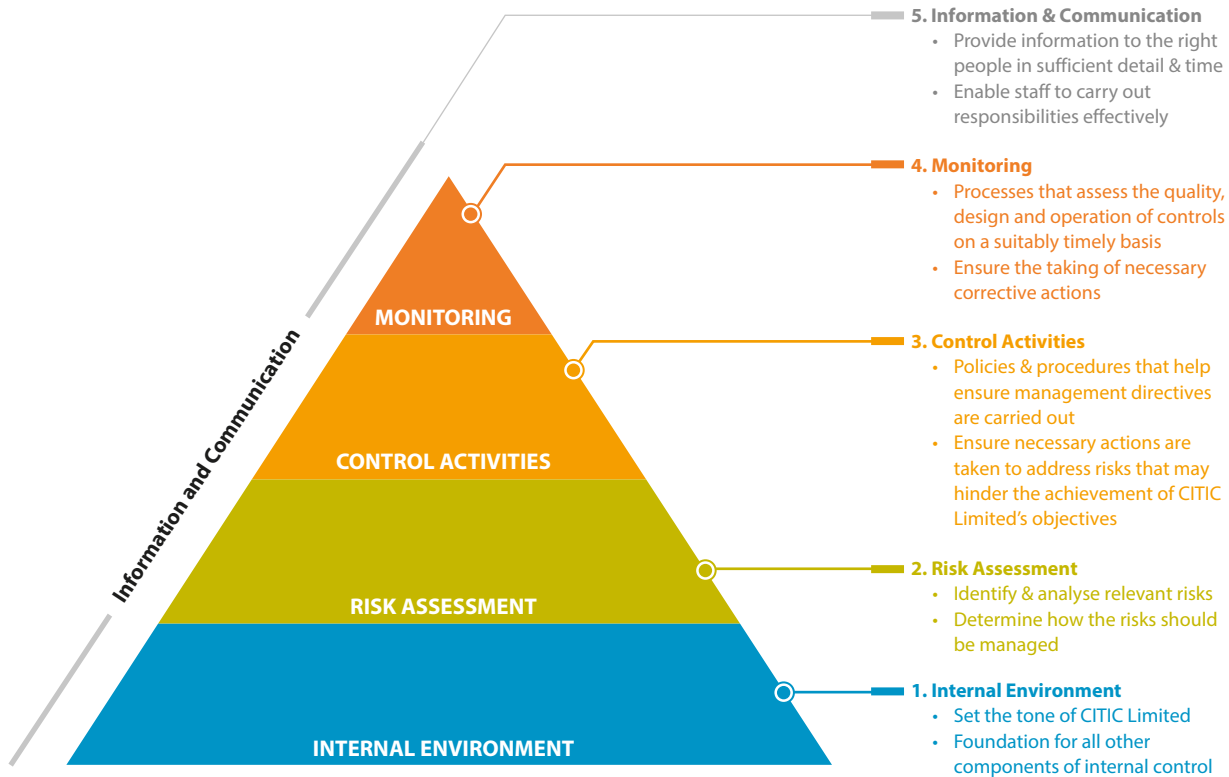 Information and Communication
MONITORING
CONTROL ACTIVITIES
RISK ASSESSMENT
INTERNAL ENVIRONMENT
5. Information & Communication
• Provide information to the right
people in sufficient detail & time
• Enable staff to carry out
responsibilities effectively
4. Monitoring
• Processes that assess the quality,
design and operation of controls
on a suitably timely basis
• Ensure the taking of necessary
corrective actions
3. Control Activities
• Policies & procedures that help
ensure management directives
are carried out
• Ensure necessary actions are
taken to address risks that may
hinder the achievement of CITIC
Limited’s objectives
2. Risk Assessment
• Identify & analyse relevant risks
• Determine how the risks should
be managed
1. Internal Environment
• Set the tone of CITIC Limited
• Foundation for all other
components of internal control